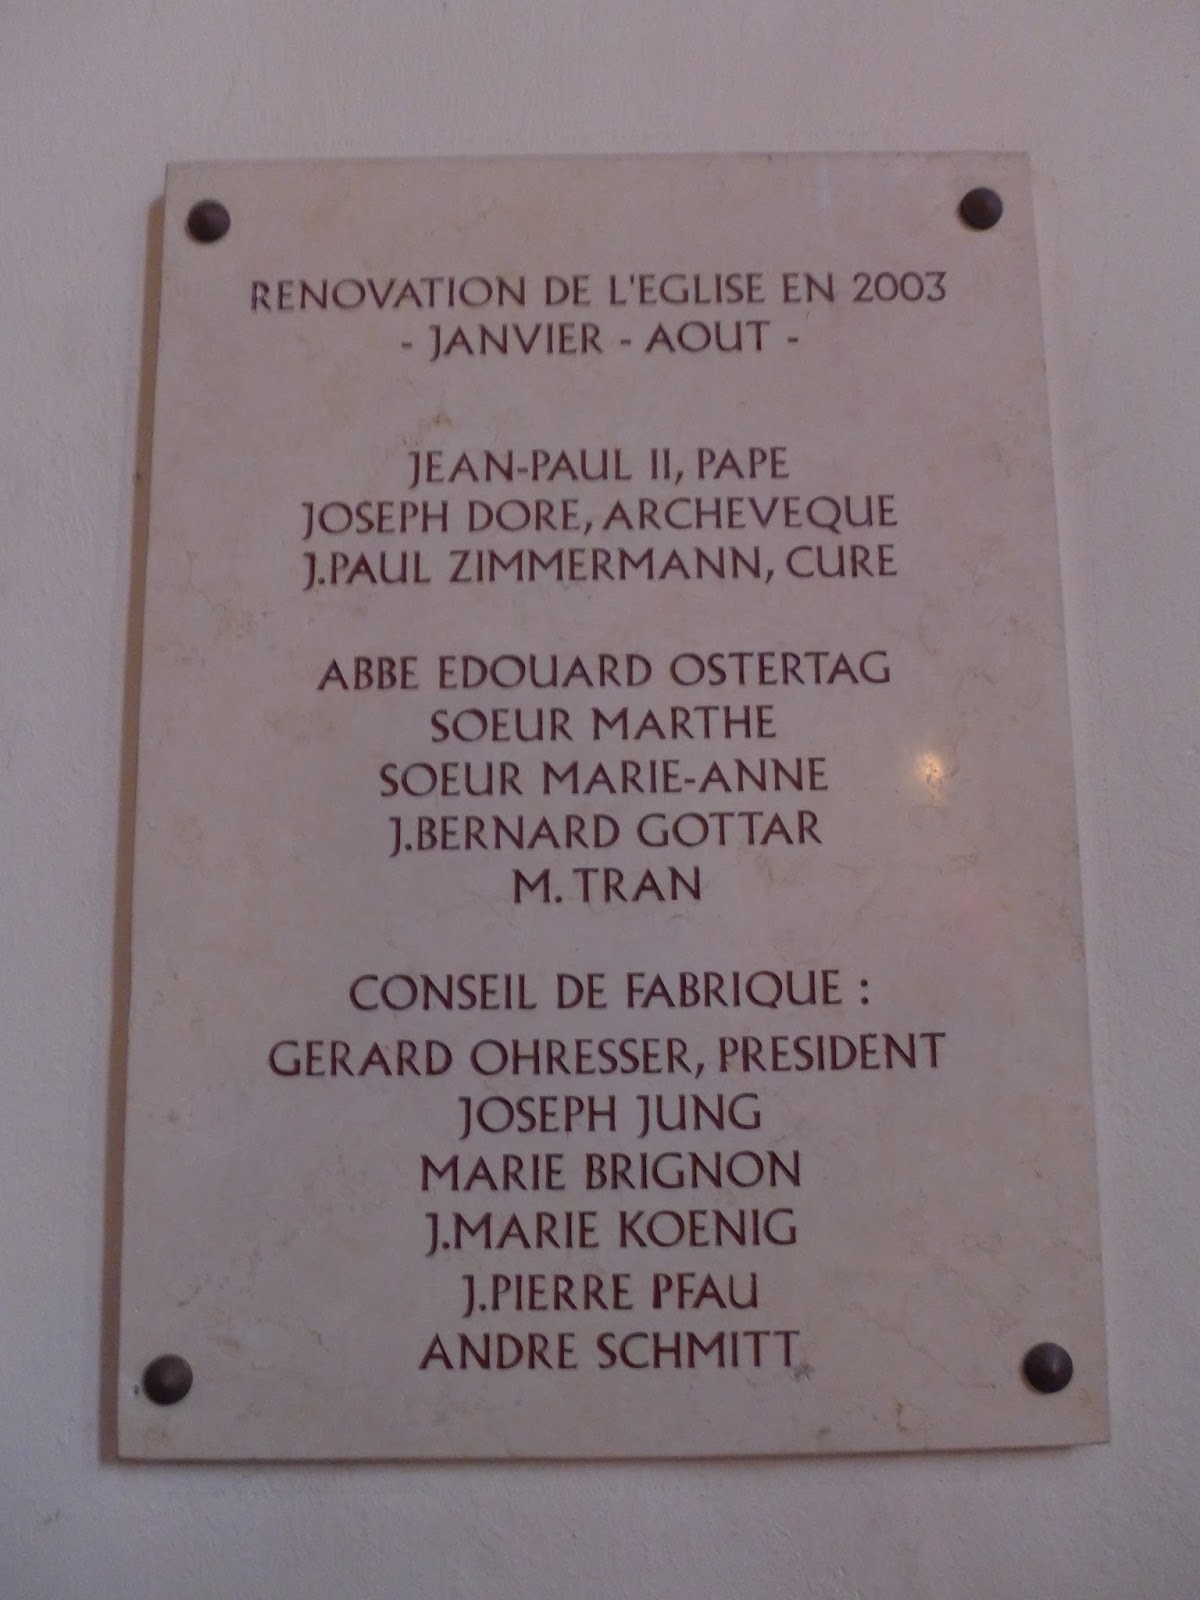 RENOVATION DE L'EGLISE EN 2003
- JANVIER - AOUT -
JEAN-PAUL II, PAPE
JOSEPH DORE, ARCHEVEQUE
J.PAUL ZIMMERMANN, CURE
ABBE EDOUARD OSTERTAG
SOEUR MARTHE
SOEUR MARIE-ANNE
J.BERNARD GOTTAR
M. TRAN
CONSEIL DE FABRIQUE :
GERARD OHRESSER, PRESIDENT
JOSEPH JUNG
MARIE BRIGNON
J.MARIE KOENIG
J.PIERRE PFAU
ANDRE SCHMITT